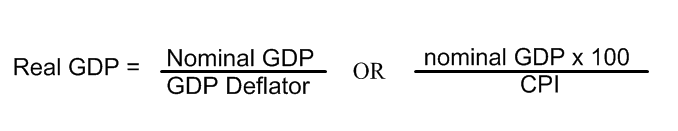 Real GDP = Nominal GDP / GDP Deflator OR nominal GDP x 100 / CPI